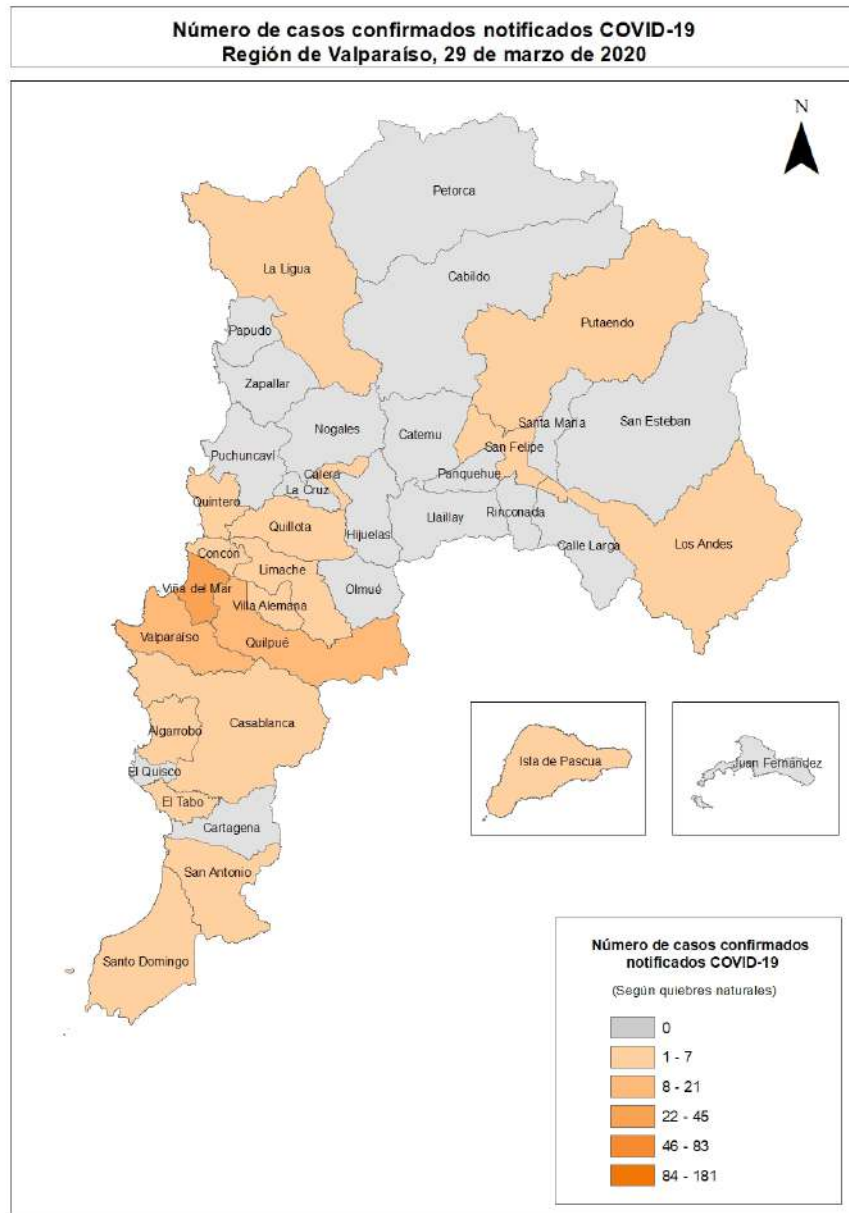 Número de casos confirmados notificados COVID-19
Región de Valparaíso, 29 de marzo de 2020
N
Petorca
La Ligua
Cabildo
Putaendo
Papudo
Zapallar
San Esteban
Santa María
Nogales
Catemu
San Felipe
Puchuncaví
Calera
Panquehue
La Cruz
Quintero
Rinconada
Llaillay
Quillota
Hijuelas
Calle Larga
Los Andes
Concón
Limache
Olmué
Viña del Mar
Villa Alemana
Valparaíso
Quilpué
Casablanca
Algarrobo
Isla de Pascua
Juan Fernández
El Quisco
El Tabo
Cartagena
San Antonio
Santo Domingo
Número de casos confirmados
notificados COVID-19
(Según quiebres naturales)
0
1 - 7
8 - 21
22 - 45
46 - 83
84 - 181